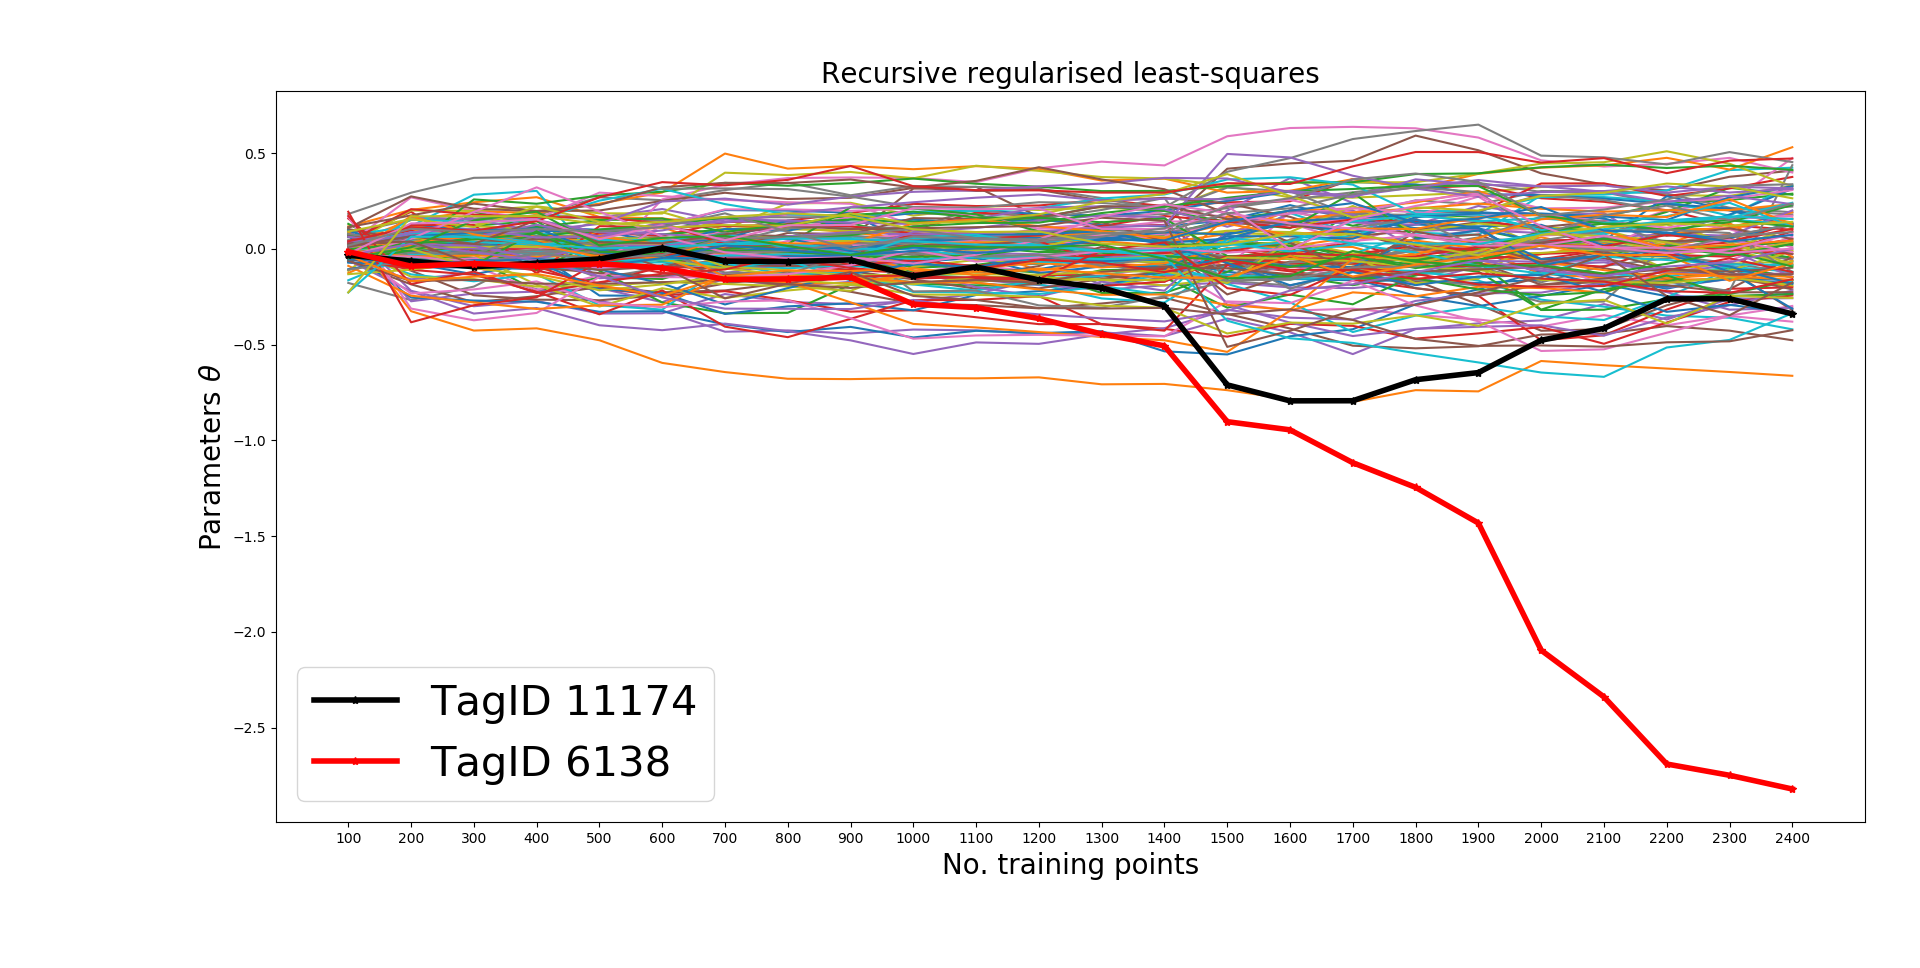 Recursive regularised least-squares
Parameters θ
0.5
0.0
−0.5
−1.0
−1.5
−2.0
−2.5
TagID 11174
TagID 6138
100 200 300 400 500 600 700 800 900 1000 1100 1200 1300 1400 1500 1600 1700 1800 1900 2000 2100 2200 2300 2400
No. training points